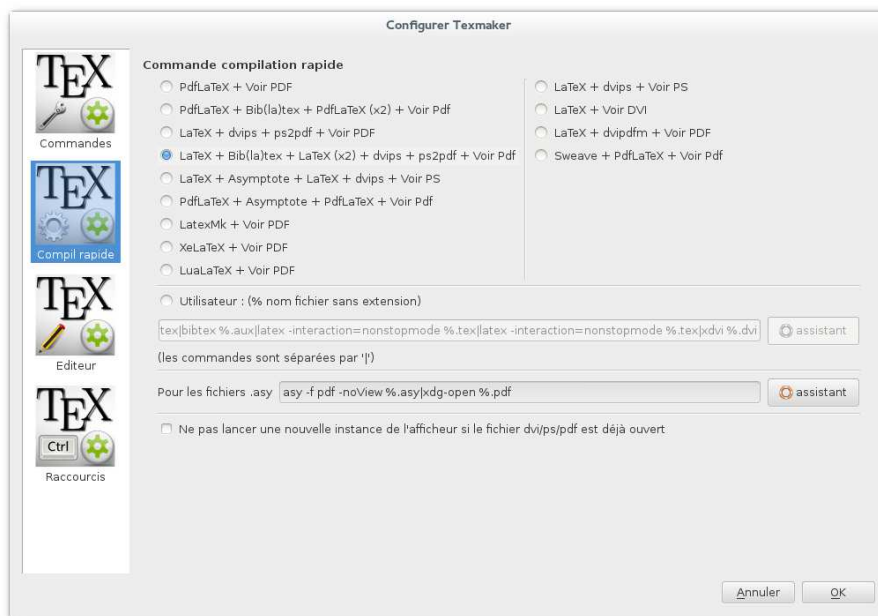 Configurer Texmaker
TEX
Commandes
TEX
Compil rapide
TEX
Editeur
TEX
Ctrl
Raccourcis
Commande compilation rapide
PdfLaTeX + Voir PDF
PdfLaTeX + Bib(la)tex + PdfLaTeX (x2) + Voir Pdf
LaTeX + dvips + ps2pdf + Voir PDF
LaTeX + Bib(la)tex + LaTeX (x2) + dvips + ps2pdf + Voir Pdf
LaTeX + Asymptote + LaTeX + dvips + Voir PS
PdfLaTeX + Asymptote + PdfLaTeX + Voir Pdf
LatexMk + Voir PDF
XeLaTeX + Voir PDF
LuaLaTeX + Voir PDF
LaTeX + dvips + Voir PS
LaTeX + Voir DVI
LaTeX + dvipdfm + Voir PDF
Sweave + PdfLaTeX + Voir Pdf
Utilisateur : (% nom fichier sans extension)
tex|bibtex %.aux|latex -interaction=nonstopmode %.tex|latex -interaction=nonstopmode %.tex|xdvi %.dvi
assistant
(les commandes sont séparées par '|')
Pour les fichiers .asy
asy -f pdf -noView %.asy|xdg-open %.pdf
assistant
Ne pas lancer une nouvelle instance de l'afficheur si le fichier dvi/ps/pdf est déjà ouvert
Annuler
OK